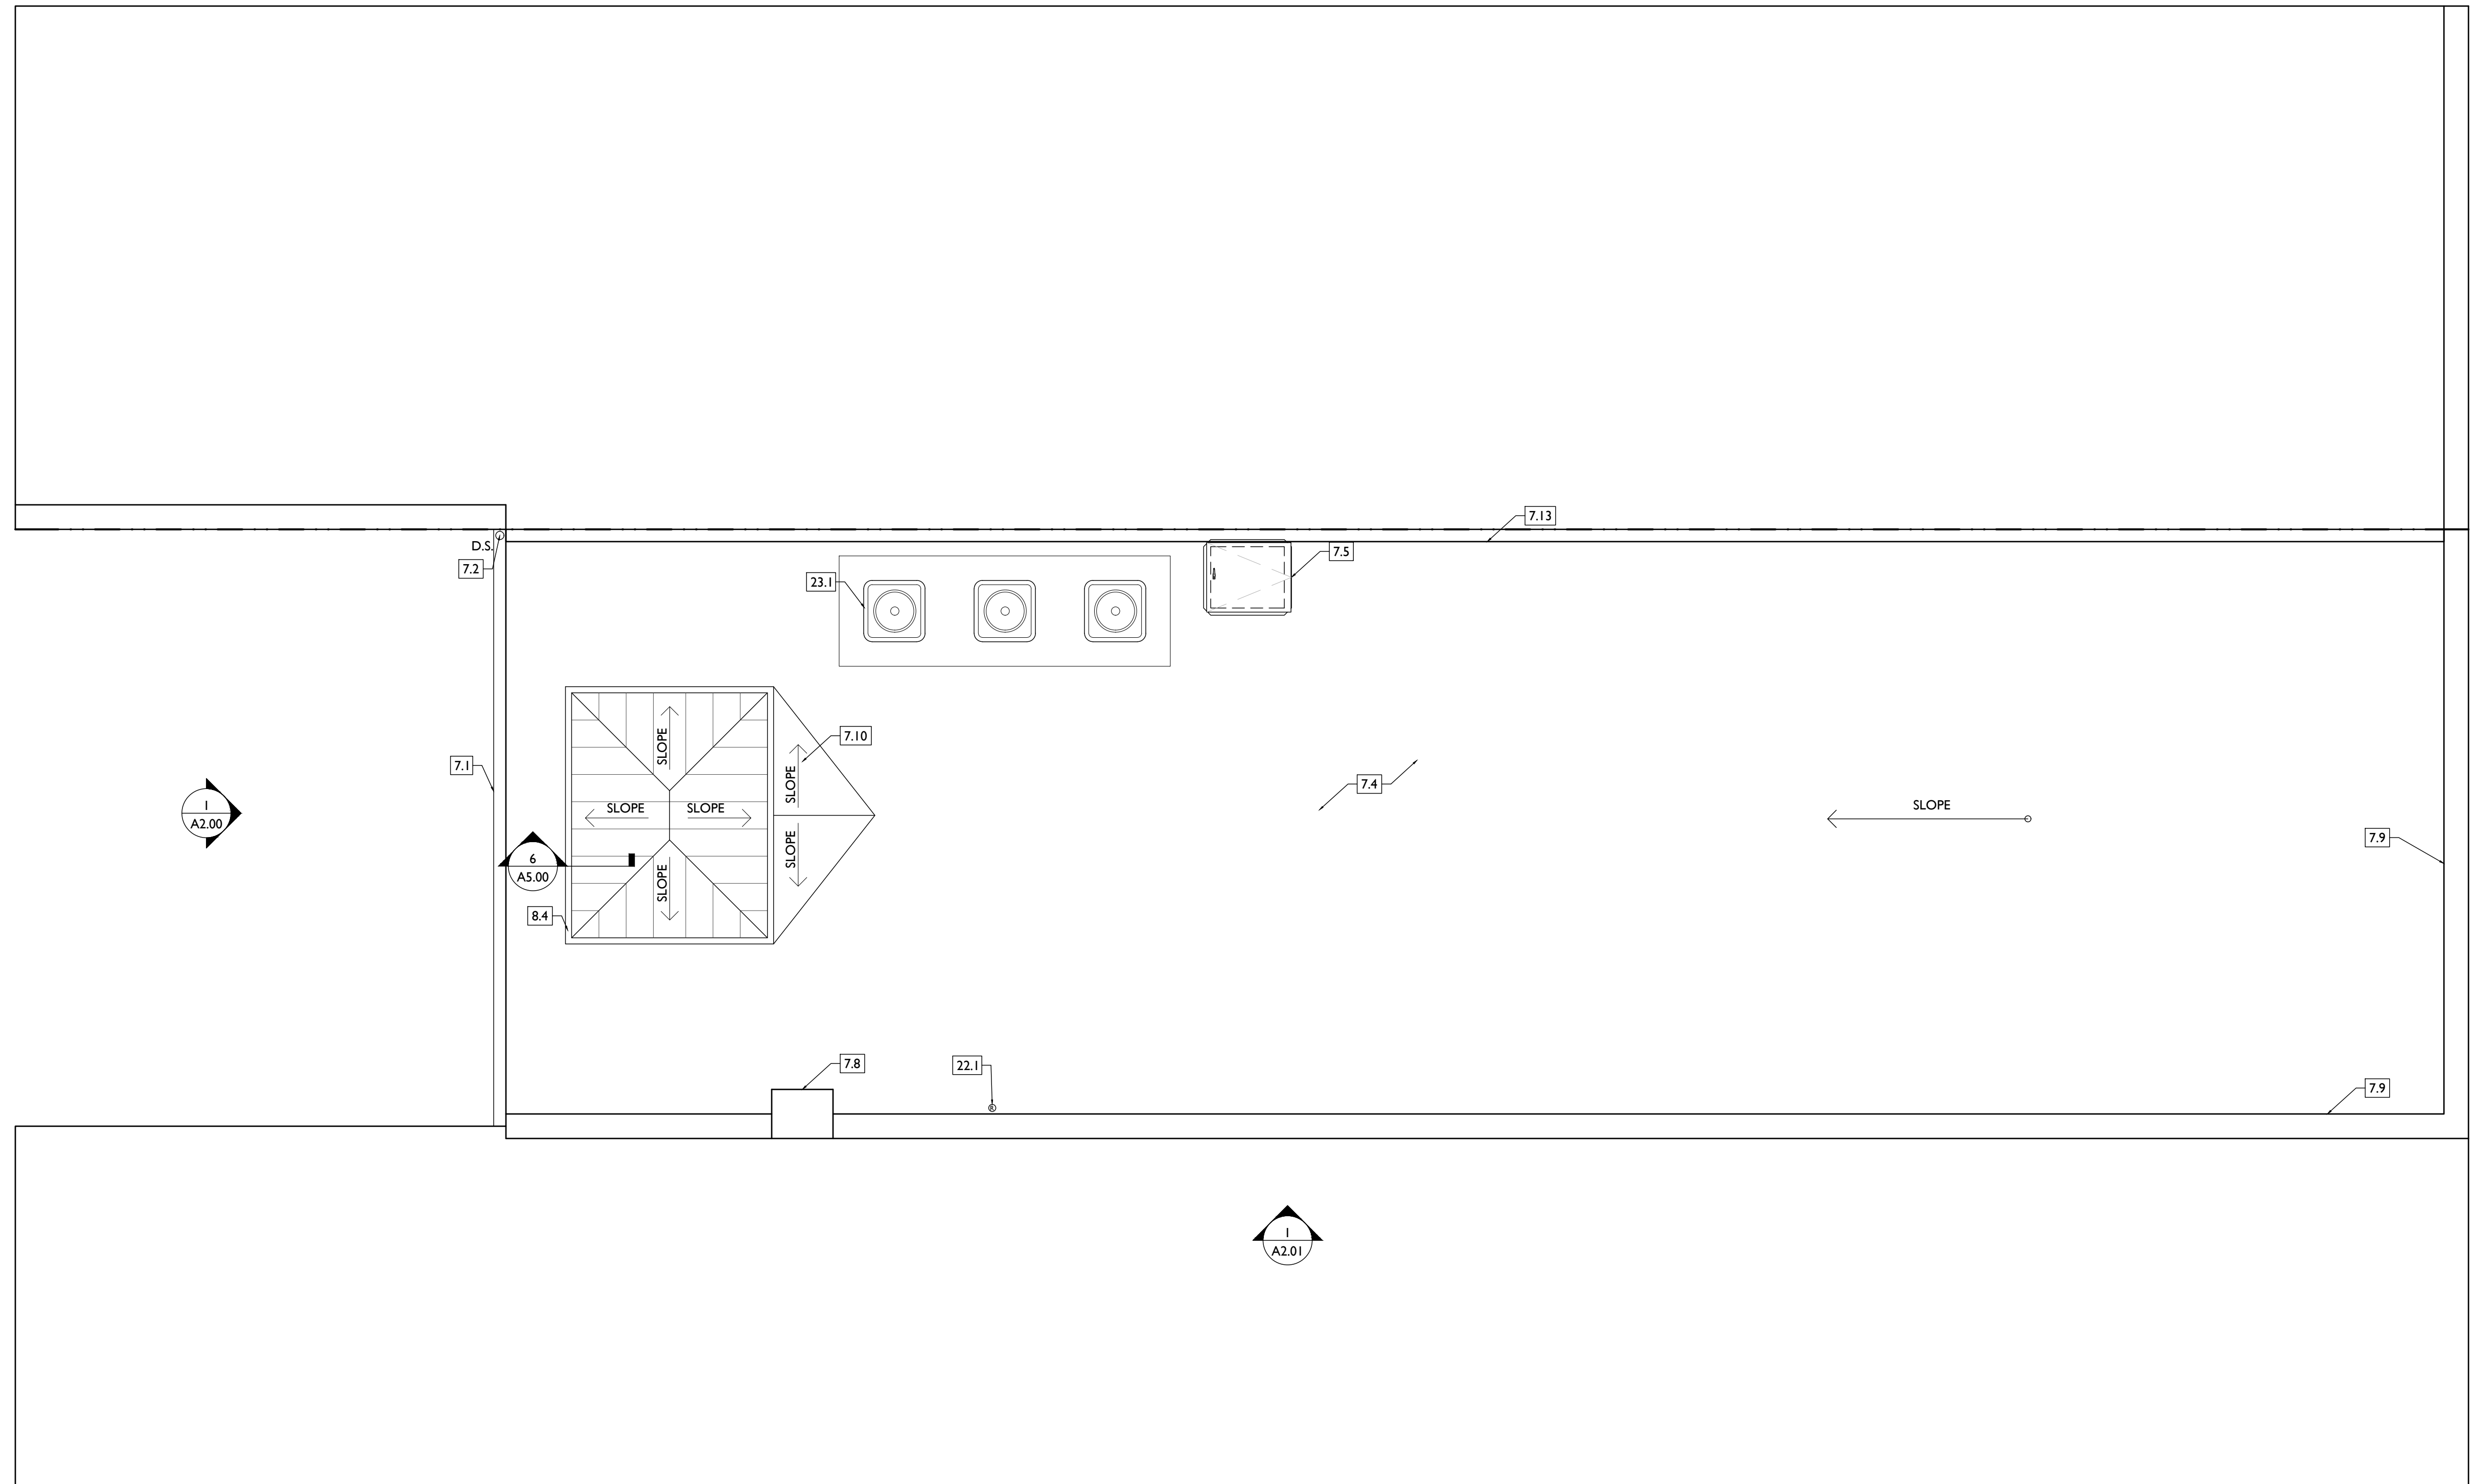 7.13
D.S.
7.5
7.2
23.1
7.10
SLOPE
7.1
SLOPE
7.4
1
A2.00
SLOPE
SLOPE
SLOPE
SLOPE
7.9
SLOPE
6
A5.00
SLOPE
8.4
7.8
22.1
R
7.9
1
A2.01